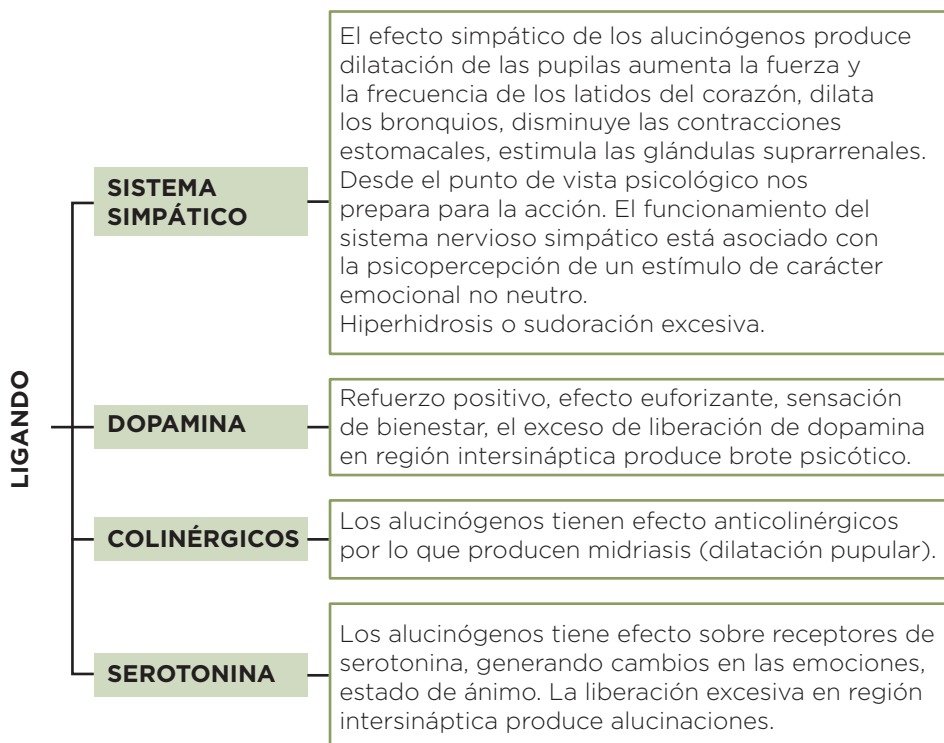 LIGANDO
SISTEMA
SIMPÁTICO
El efecto simpático de los alucinógenos produce
dilatación de las pupilas aumenta la fuerza y
la frecuencia de los latidos del corazón, dilata
los bronquios, disminuye las contracciones
estomacales, estimula las glándulas suprarrenales.
Desde el punto de vista psicológico nos
prepara para la acción. El funcionamiento del
sistema nervioso simpático está asociado con
la psicopercepción de un estímulo de carácter
emocional no neutro.
Hiperhidrosis o sudoración excesiva.
DOPAMINA
Refuerzo positivo, efecto euforizante, sensación
de bienestar, el exceso de liberación de dopamina
en región intersináptica produce brote psicótico.
COLINÉRGICOS
Los alucinógenos tienen efecto anticolinérgicos
por lo que producen midriasis (dilatación pupular).
SEROTONINA
Los alucinógenos tiene efecto sobre receptores de
serotonina, generando cambios en las emociones,
estado de ánimo. La liberación excesiva en región
intersináptica produce alucinaciones.